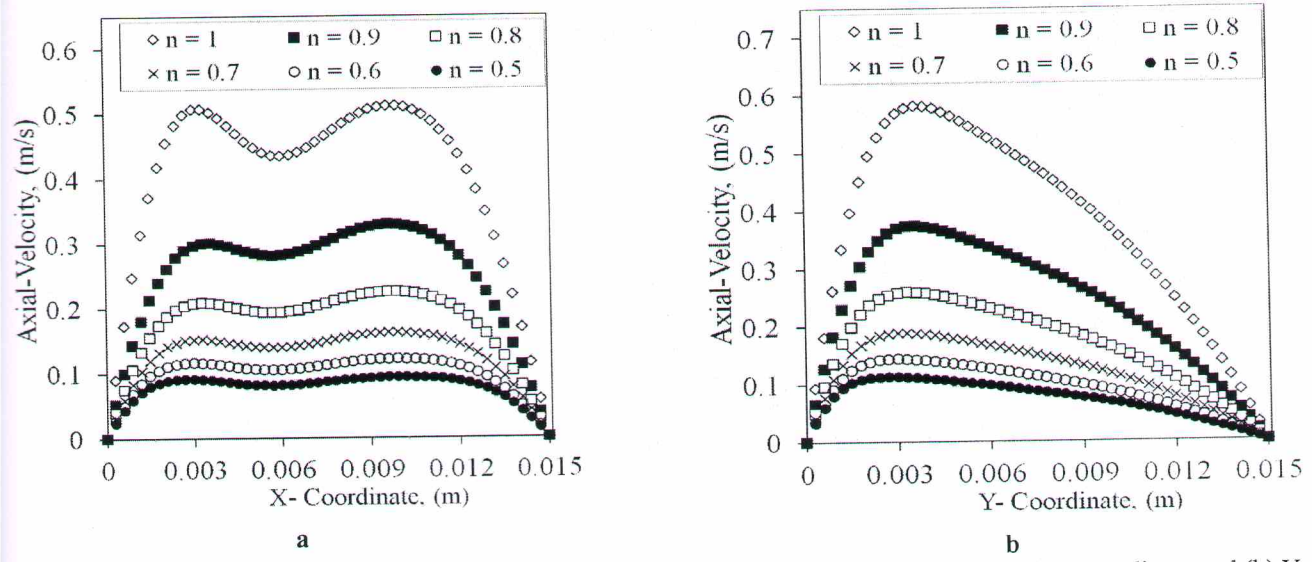 n = 1 n = 0.9 n = 0.8
n = 0.7 n = 0.6 n = 0.5
0.6
0.5
0.4
0.3
0.2
0.1
0
Axial-Velocity, (m/s)
0 0.003 0.006 0.009 0.012 0.015
X- Coordinate, (m)
a
n = 1 n = 0.9 n = 0.8
n = 0.7 n = 0.6 n = 0.5
0.7
0.6
0.5
0.4
0.3
0.2
0.1
0
Axial-Velocity, (m/s)
0 0.003 0.006 0.009 0.012 0.015
Y- Coordinate, (m)
b